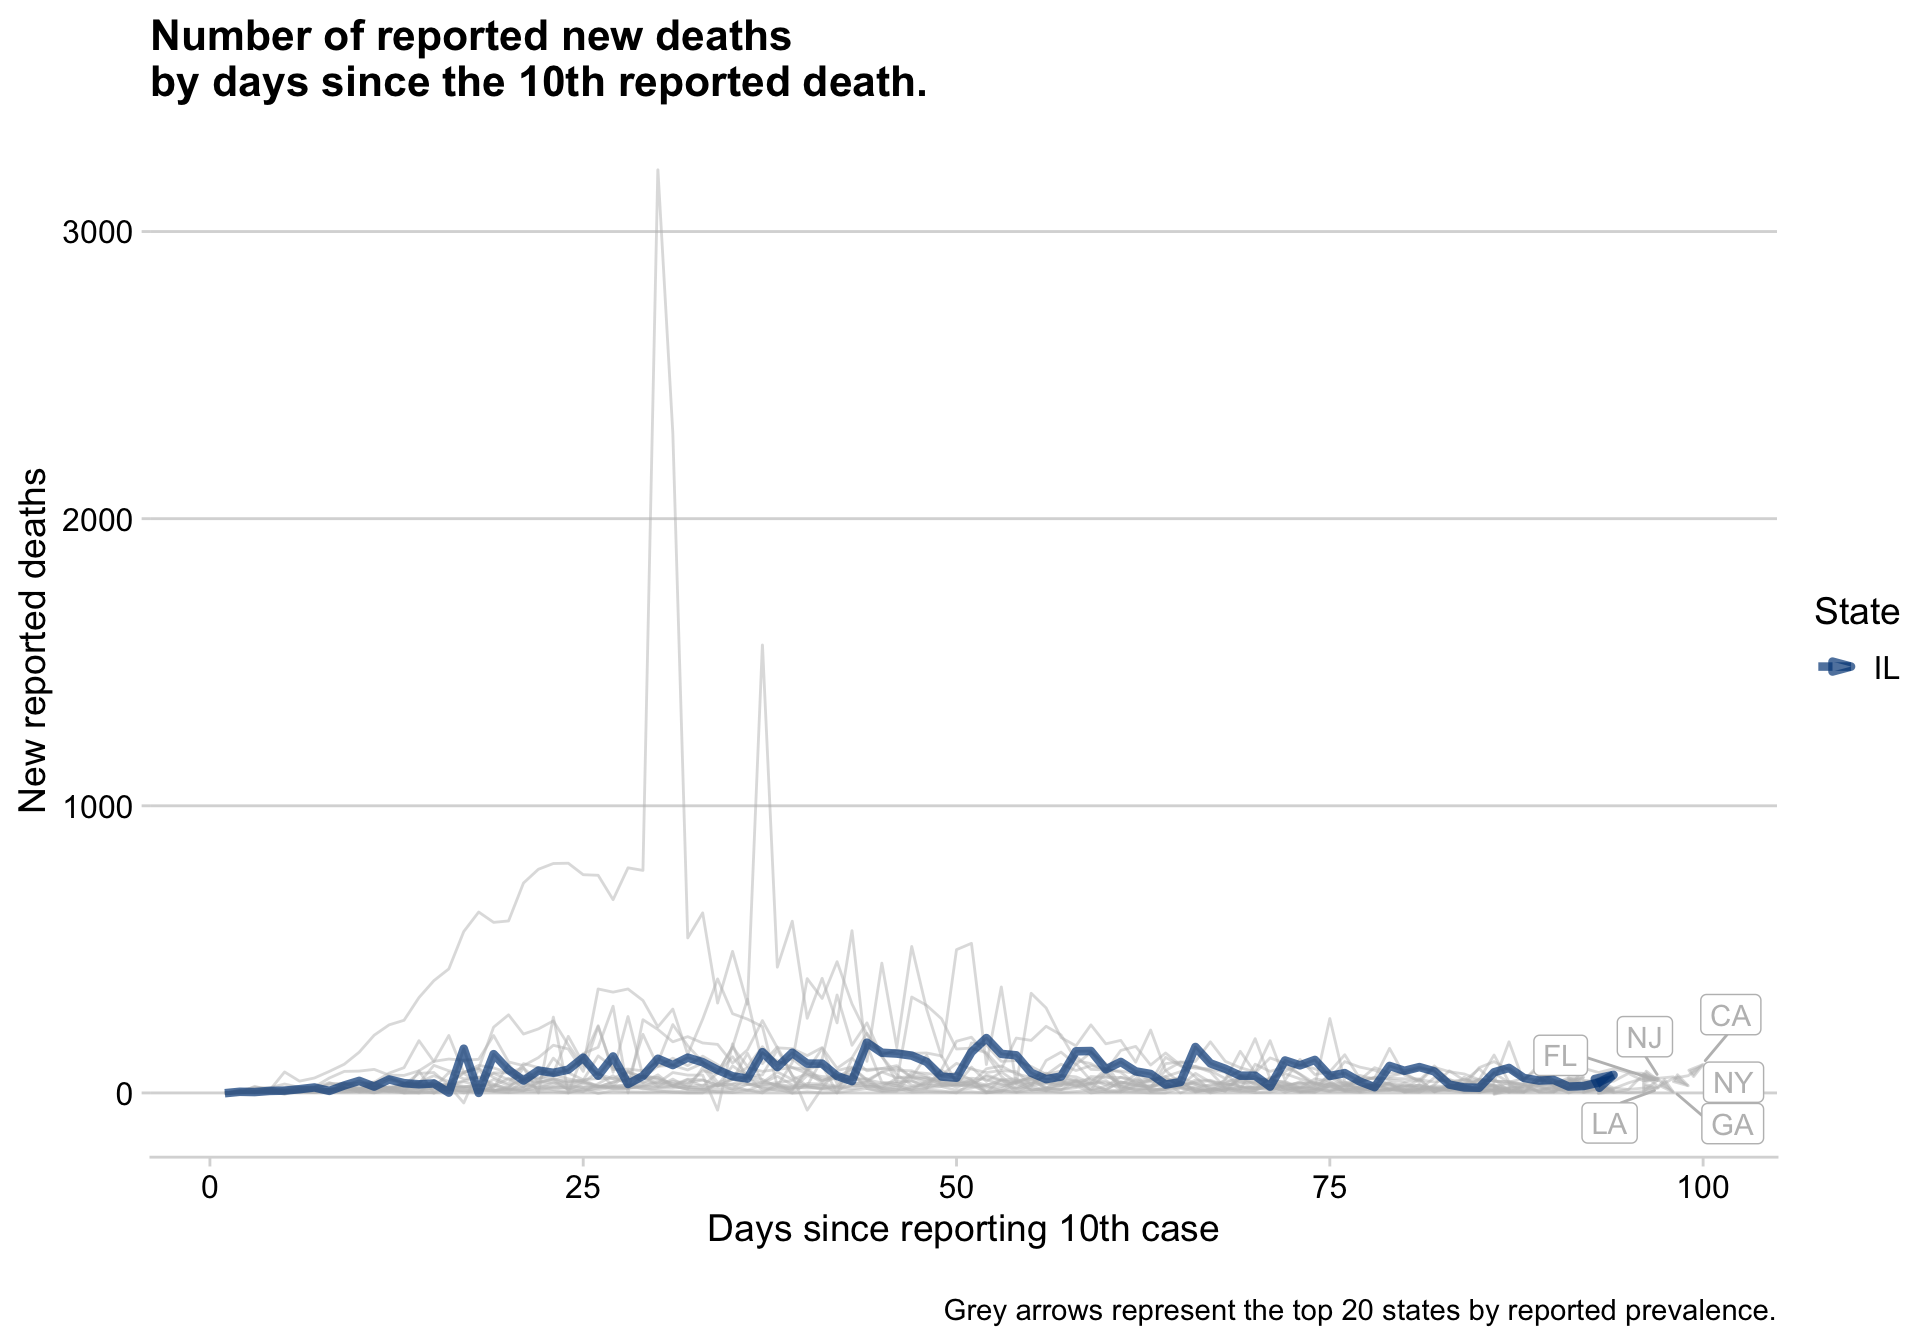 Number of reported new deaths
by days since the 10th reported death.
New reported deaths
3000
2000
1000
0
0
25
50
75
100
Days since reporting 10th case
FL
NJ
CA
NY
LA
GA
State
IL
Grey arrows represent the top 20 states by reported prevalence.